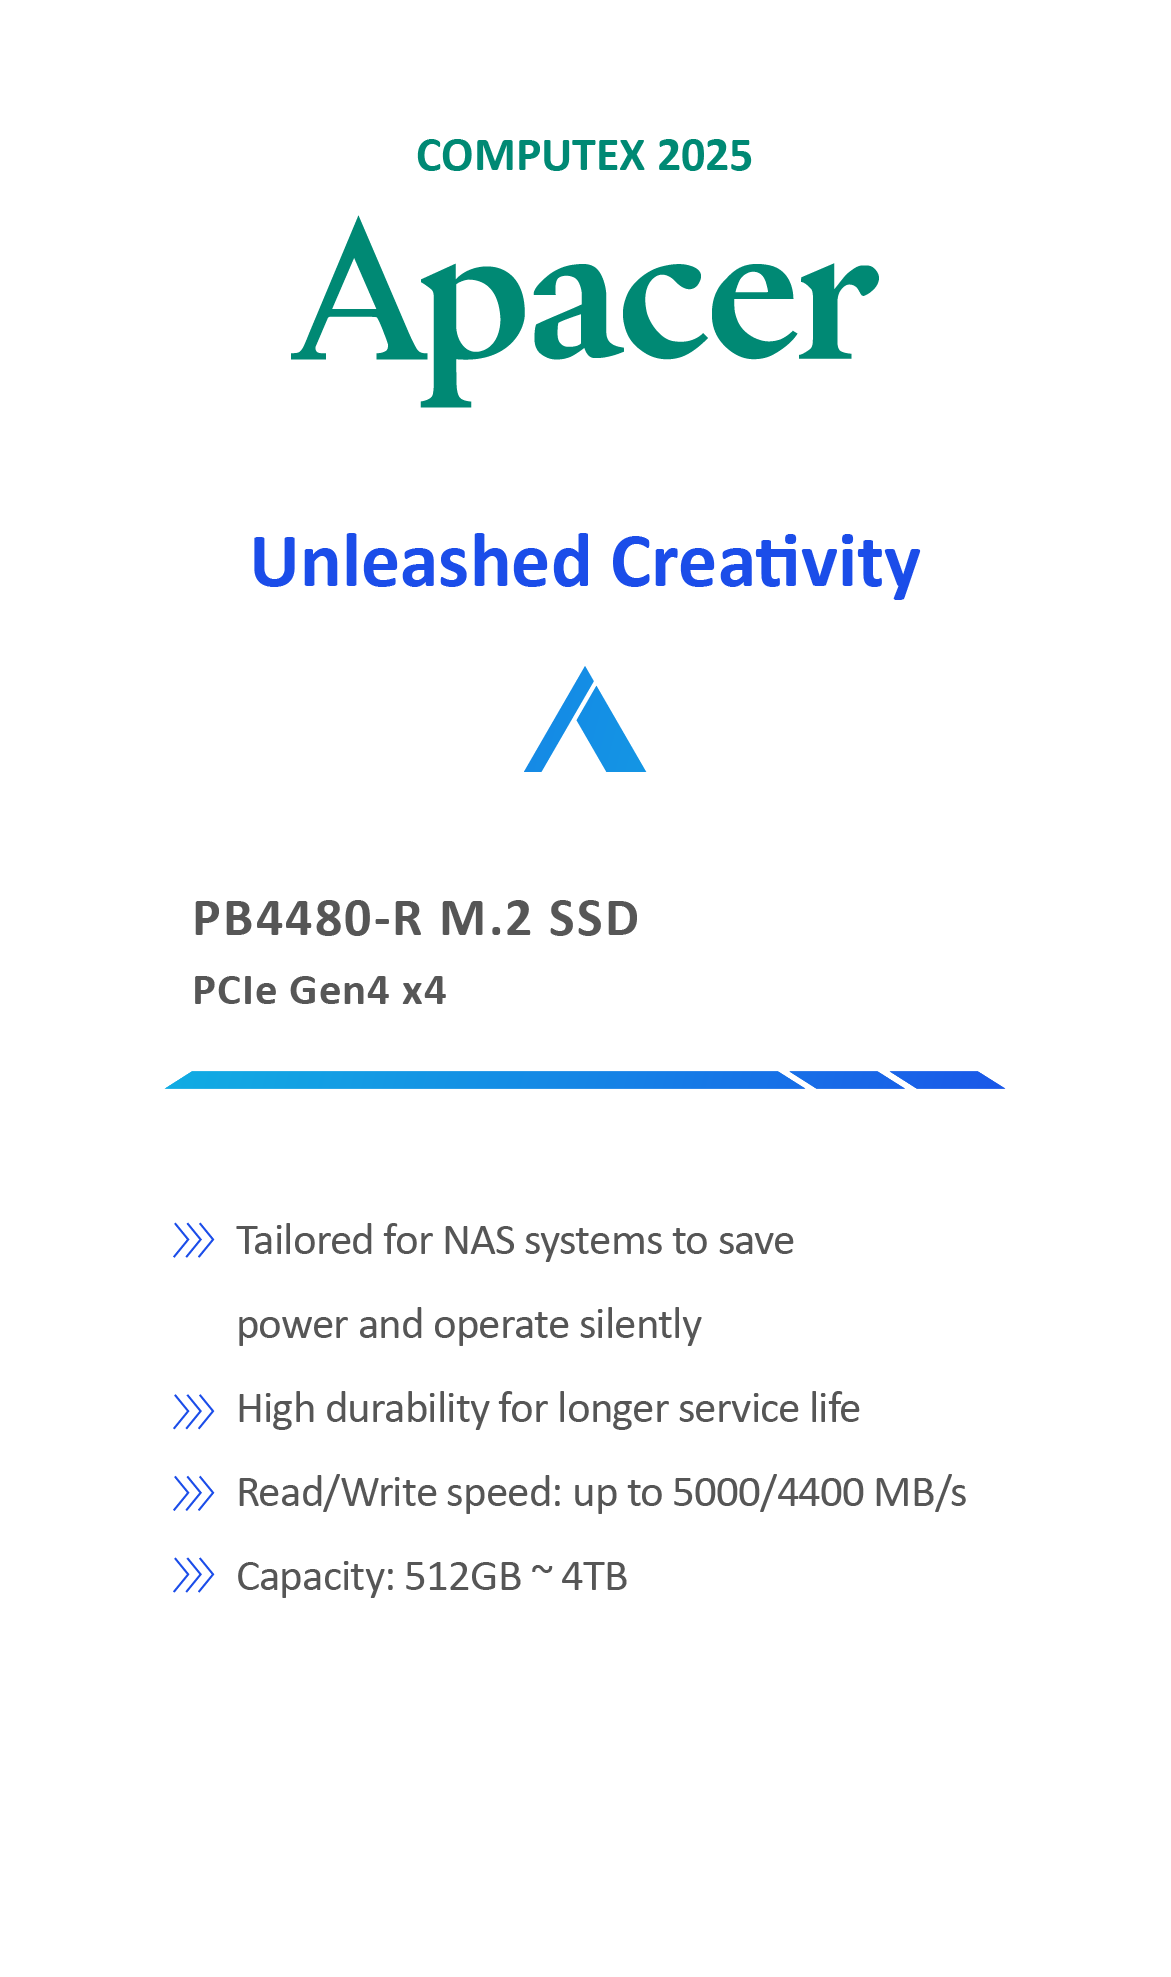 COMPUTEX 2025
Apacer
Unleashed Creativity
PB4480-R M.2 SSD
PCIe Gen4 x4
Tailored for NAS systems to save
power and operate silently
High durability for longer service life
Read/Write speed: up to 5000/4400 MB/s
Capacity: 512GB ~ 4TB